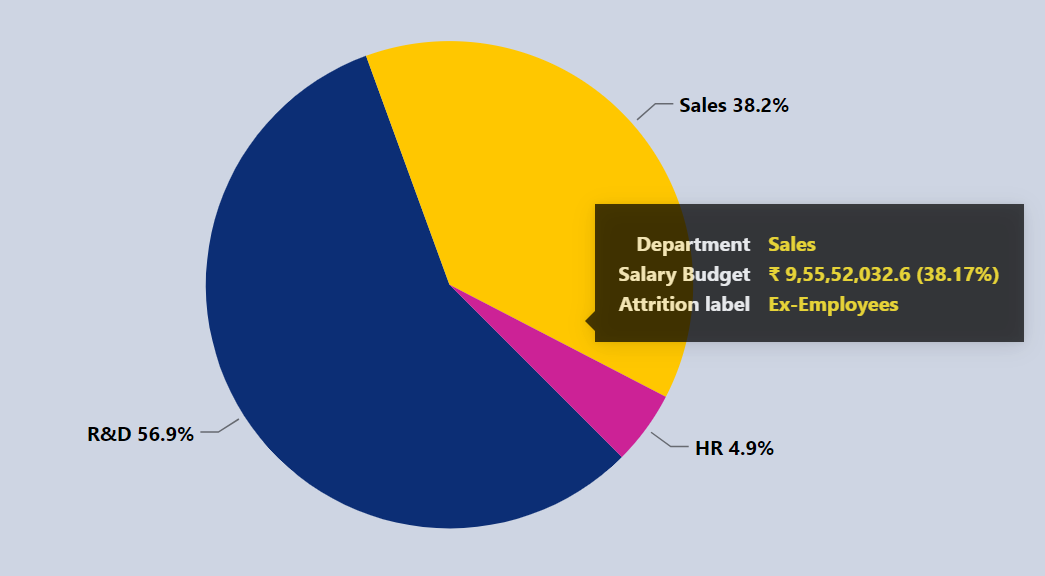 Sales 38.2%
Department Sales
Salary Budget ₹ 9,55,52,032.6 (38.17%)
Attrition label Ex-Employees
R&D 56.9%
HR 4.9%